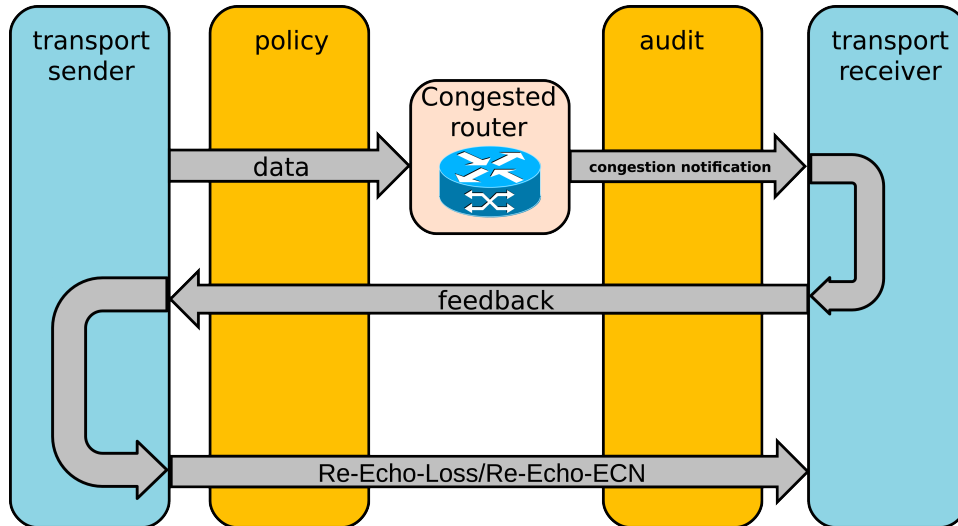 transport
sender
policy
audit
transport
receiver
Congested
router
data
congestion notification
feedback
Re-Echo-Loss/Re-Echo-ECN